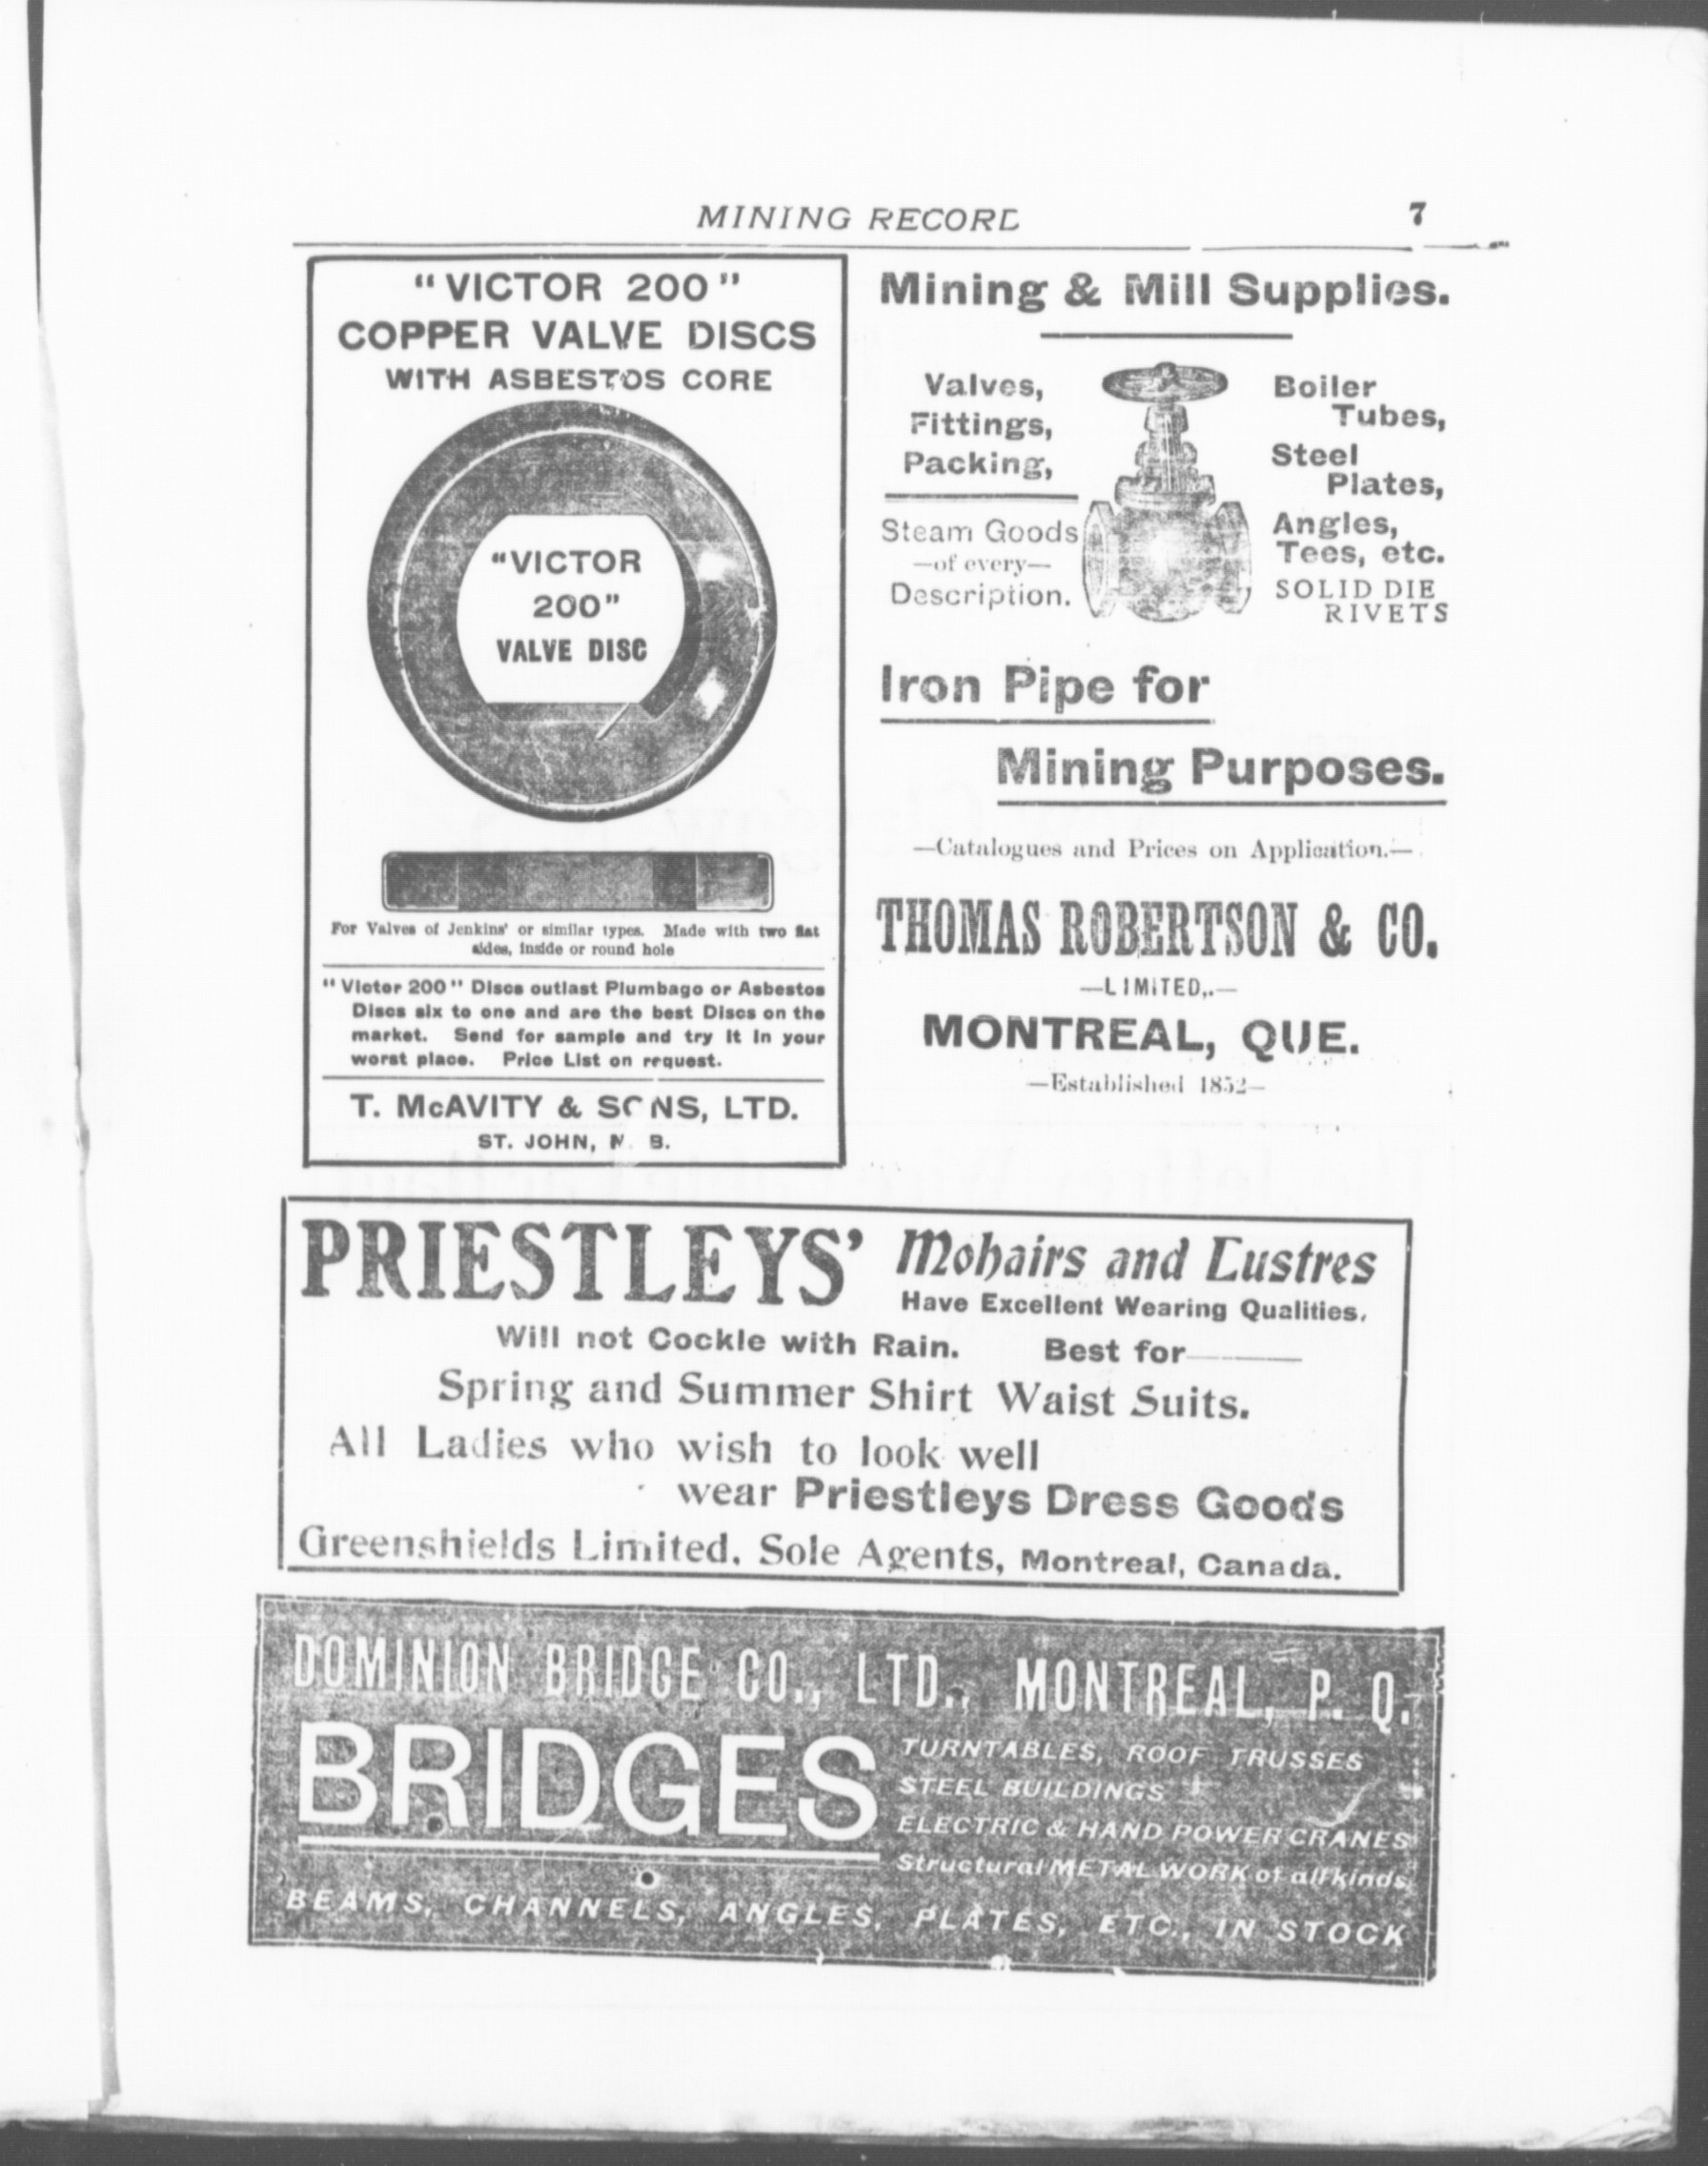 MINING RECORD
7
"VICTOR 200"
COPPER VALVE DISCS
WITH ASBESTOS CORE
"VICTOR
200"
VALVE DISC
For Valves of Jenkins' or similar types. Made with two flat
sides, inside or round hole
"Victor 200" Discs outlast Plumbago or Asbestos
Discs six to one and are the best Discs on the
market. Send for sample and try it in your
worst place. Price List on request.
T. McAVITY & SONS, LTD.
ST. JOHN, N. B.
Mining & Mill Supplies.
Valves,
Fittings,
Packing,
Steam Goods
—of every—
Description.
Boiler
Tubes,
Steel
Plates,
Angles,
Tees, etc.
SOLID DIE
RIVETS
Iron Pipe for
Mining Purposes.
—Catalogues and Prices on Application.—
THOMAS ROBERTSON & CO.
—LIMITED,.—
MONTREAL, QUE.
—Established 1852—
PRIESTLEYS' Mohairs and Lustres
Have Excellent Wearing Qualities.
Will not Cockle with Rain. Best for———
Spring and Summer Shirt Waist Suits.
All Ladies who wish to look well
wear Priestleys Dress Goods
Greenshields Limited. Sole Agents, Montreal, Canada.
DOMINION BRIDGE CO., LTD., MONTREAL, P. Q.
BRIDGES
TURNTABLES, ROOF TRUSSES
STEEL BUILDINGS
ELECTRIC & HAND POWER CRANES
Structural METAL WORK of all kinds
BEAMS, CHANNELS, ANGLES, PLATES, ETC., IN STOCK